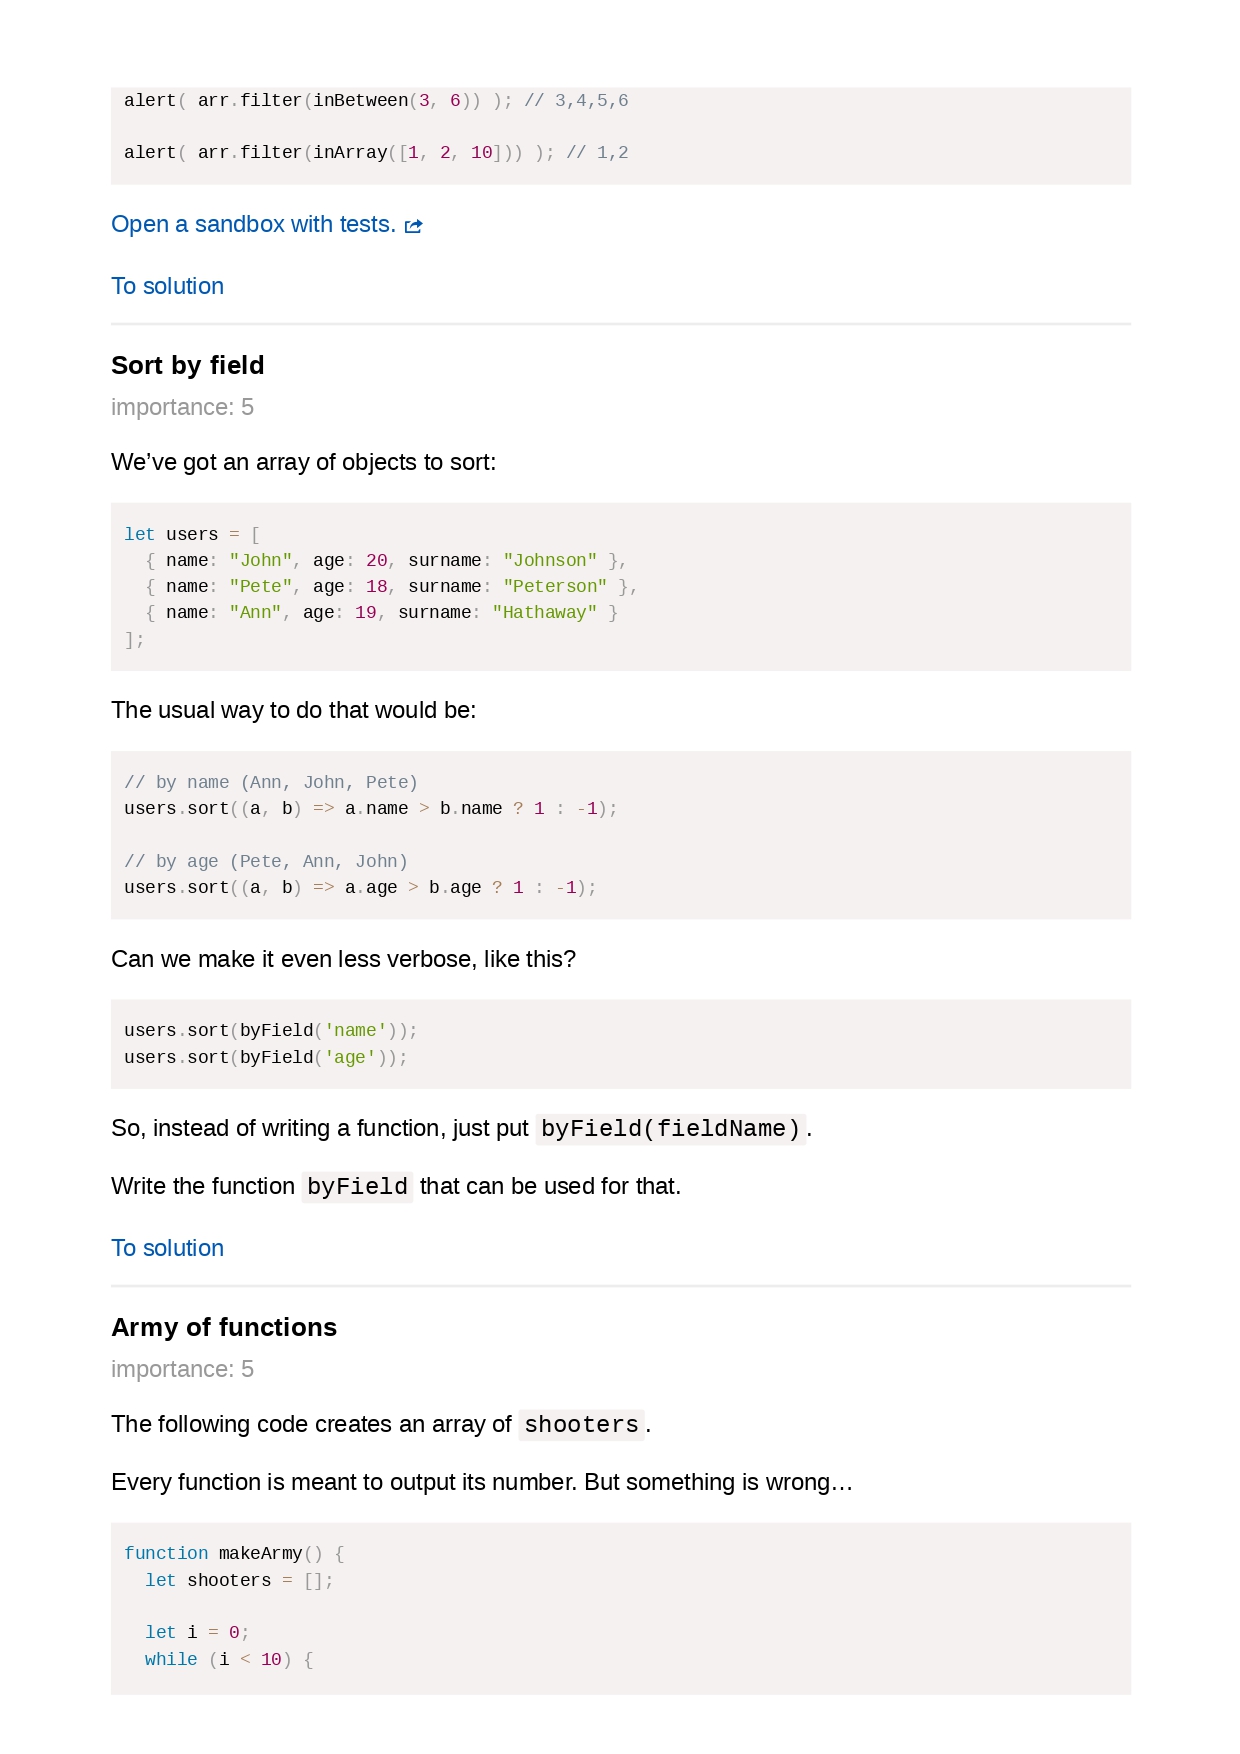 alert( arr.filter(inBetween(3, 6)) ); // 3,4,5,6
alert( arr.filter(inArray([1, 2, 10])) ); // 1,2
Open a sandbox with tests.
To solution
Sort by field
importance: 5
We’ve got an array of objects to sort:
let users = [
  { name: "John", age: 20, surname: "Johnson" },
  { name: "Pete", age: 18, surname: "Peterson" },
  { name: "Ann", age: 19, surname: "Hathaway" }
];
The usual way to do that would be:
// by name (Ann, John, Pete)
users.sort((a, b) => a.name > b.name ? 1 : -1);
// by age (Pete, Ann, John)
users.sort((a, b) => a.age > b.age ? 1 : -1);
Can we make it even less verbose, like this?
users.sort(byField('name'));
users.sort(byField('age'));
So, instead of writing a function, just put byField(fieldName).
Write the function byField that can be used for that.
To solution
Army of functions
importance: 5
The following code creates an array of shooters.
Every function is meant to output its number. But something is wrong…
function makeArmy() {
  let shooters = [];
  let i = 0;
  while (i < 10) {